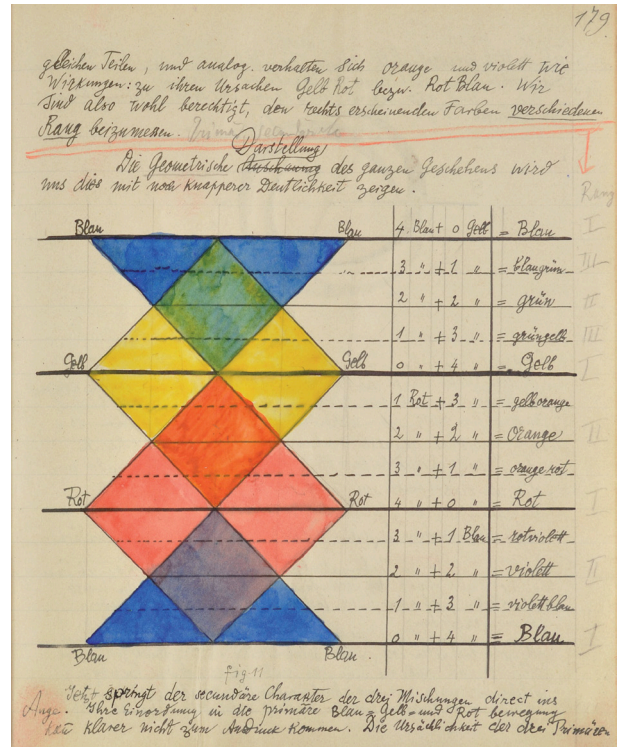 179
gleichen Teilen, und analog. verhalten sich orange und violett wie
Wirkungen: zu ihren Ursachen Gelb Rot bezw. Rot Blau. Wir
sind also wohl berechtigt, den rechts erscheinenden Farben verschiedenen
Rang beizumessen.
Darstellung
Die Geometrische Anschauung des ganzen Geschehens wird
uns dies mit noch knapperer Deutlichkeit zeigen.
Rang
Blau Blau 4 Blau + 0 Gelb = Blau I
3 " + 1 " = blaugrün III
2 " + 2 " = grün II
1 " + 3 " = grüngelb III
Gelb Gelb 0 " + 4 " = Gelb I
1 Rot + 3 " = gelborange
2 " + 2 " = Orange II
3 " + 1 " = orangerot
Rot Rot 4 " + 0 " = Rot I
3 " + 1 Blau = rotviolett
2 " + 2 " = violett II
1 " + 3 " = violettblau
0 " + 4 " = Blau I
Blau Blau.
fig 11
Jetzt springt der secundäre Charakter der drei Mischungen direct ins
Auge. Ihre Einordnung in die primäre Blau-Gelb- und Rot bewegung
klarer nicht zum Ausdruck kommen. Die Ursächlichkeit der drei Primären